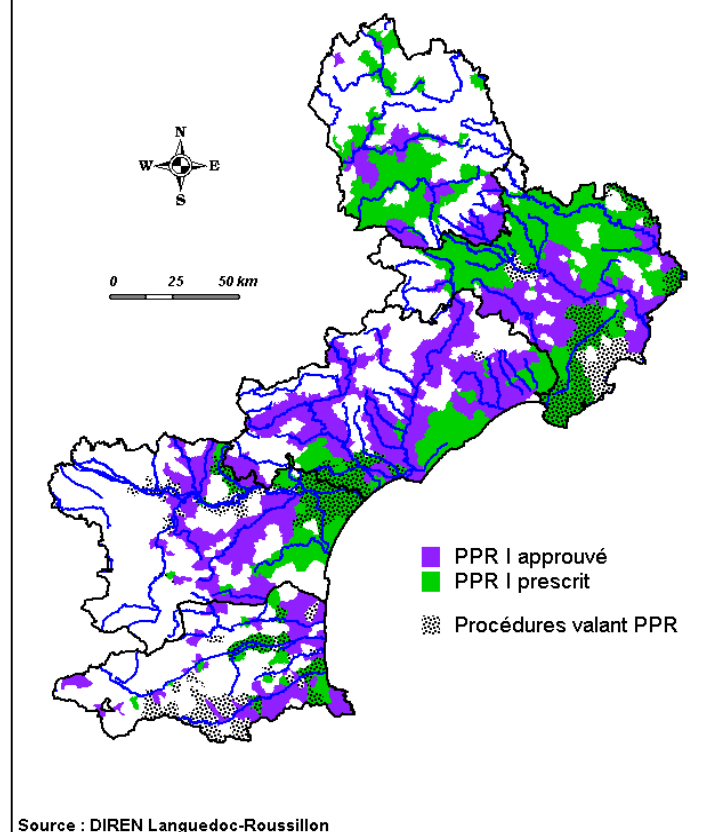 N
W E
S
0 25 50 km
PPR I approuvé
PPR I prescrit
Procédures valant PPR
Source : DIREN Languedoc-Roussillon